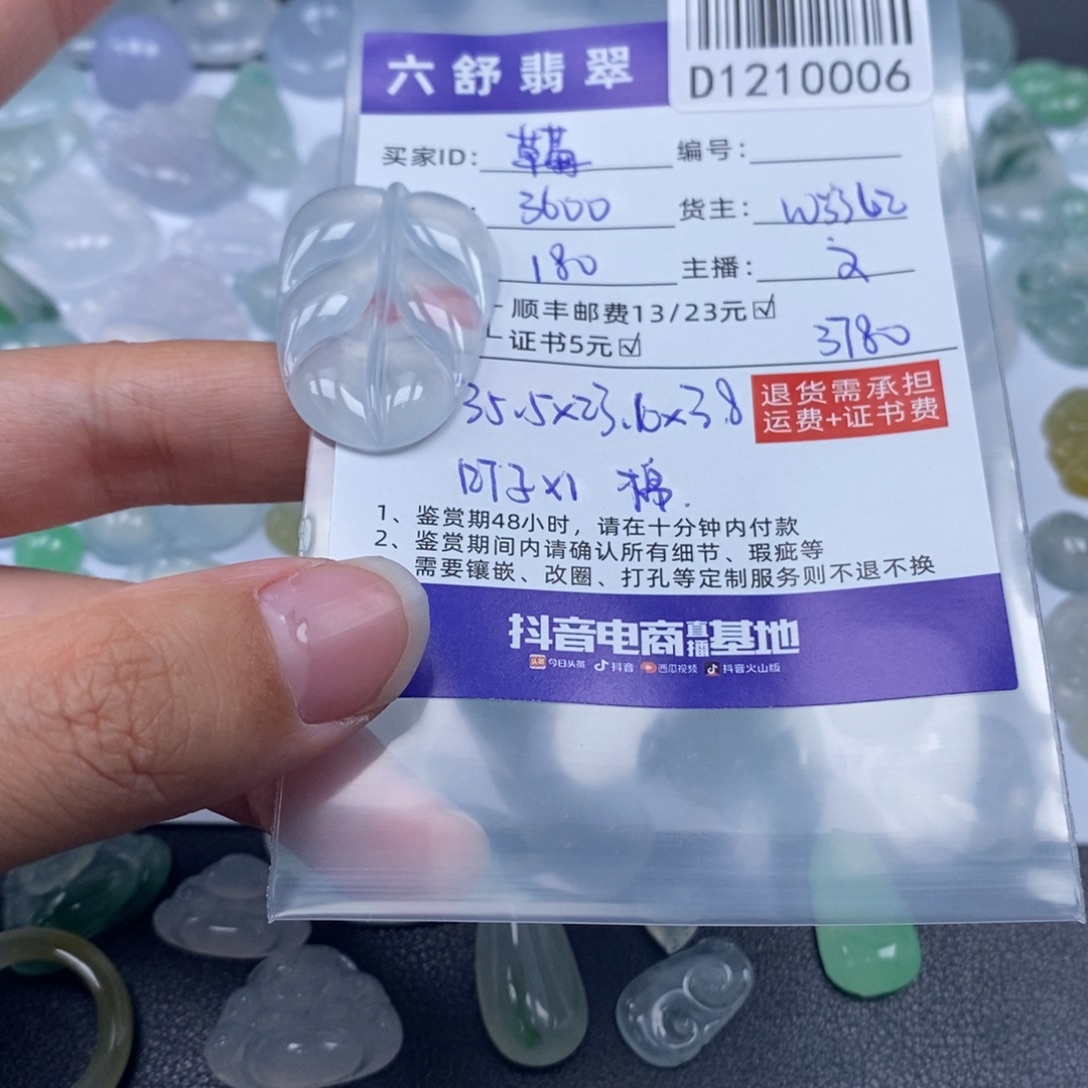 六舒翡翠
D1210006
买家ID: 草莓 编号:
3600 货主: W3362
180 主播: 文
顺丰邮费13/23元☑
证书5元☑ 3780
35.5x23.6x3.8
退货需承担
运费+证书费
叶子x1 棉.
1、鉴赏期48小时，请在十分钟内付款
2、鉴赏期间内请确认所有细节、瑕疵等
需要镶嵌、改圈、打孔等定制服务则不退不换
抖音电商直播基地
头条 今日头条 抖音 西瓜视频 抖音火山版